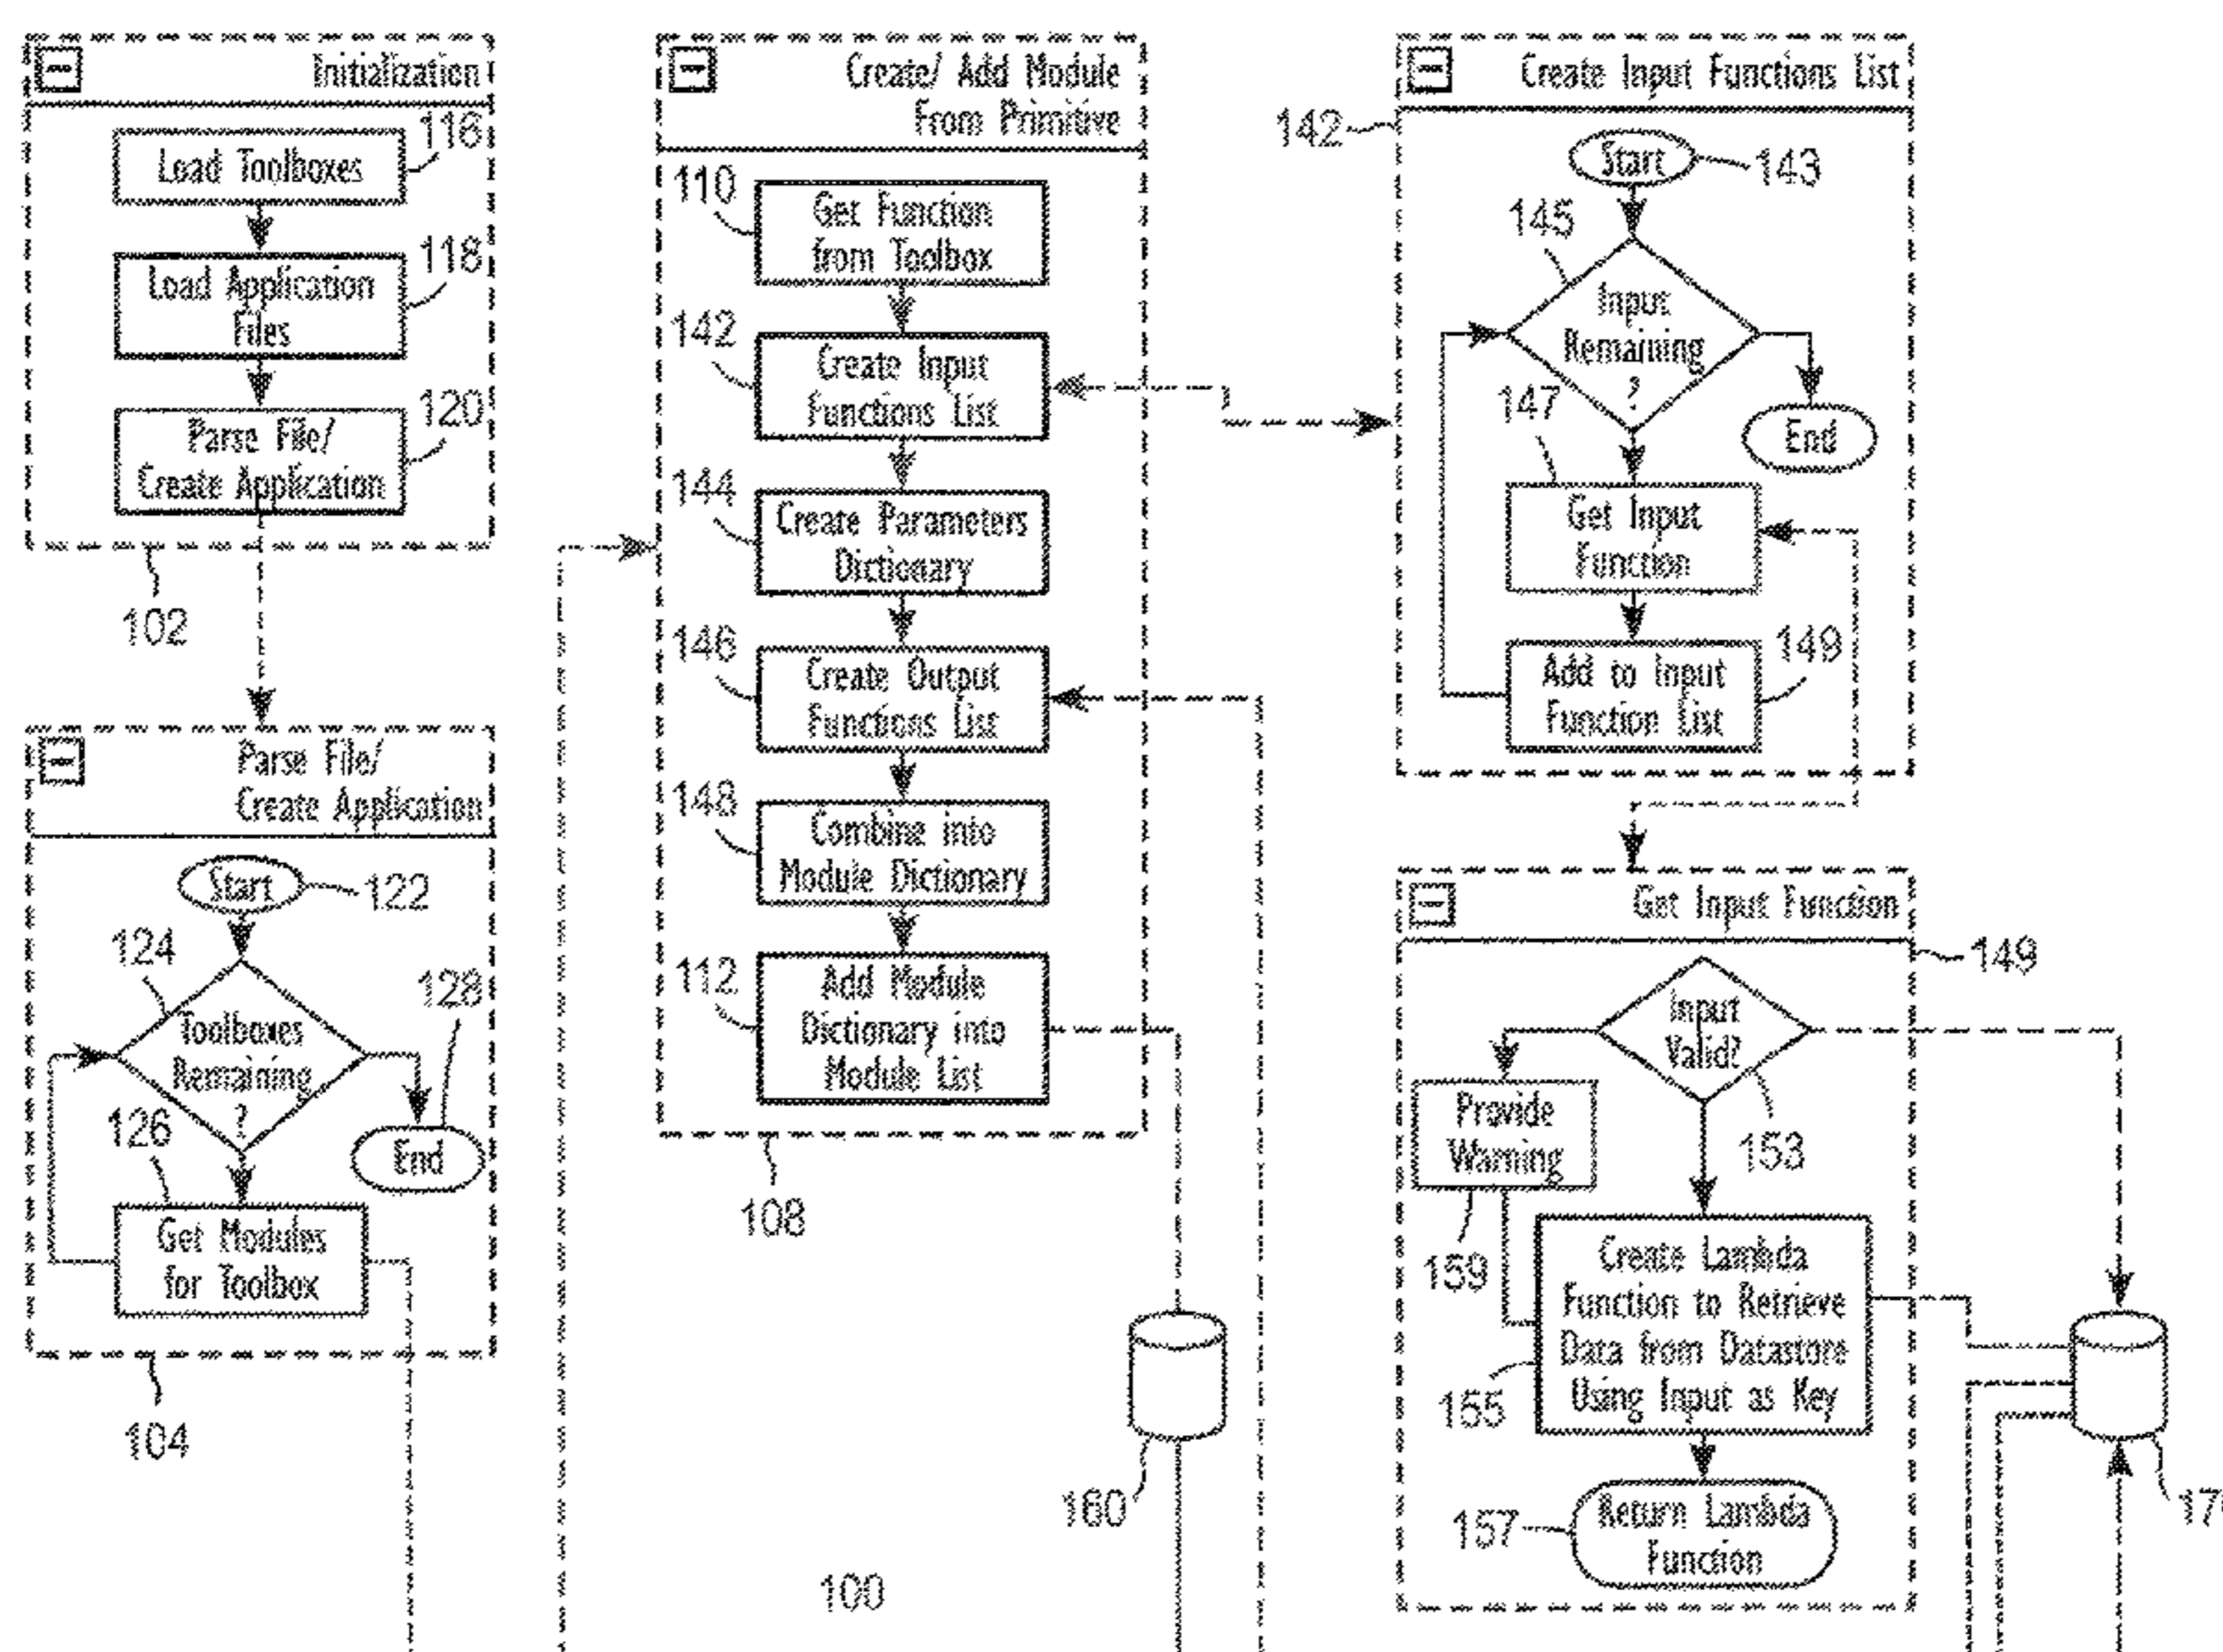 Initialization
116
Load Toolboxes
118
Load Application
Files
120
Parse File/
Create Application
102
Parse File/
Create Application
Start
122
124
128
Toolboxes
Remaining
?
126
End
Get Modules
for Toolbox
104
Create/ Add Module
From Primitive
110
Get Function
from Toolbox
142
Create Input
Functions List
144
Create Parameters
Dictionary
146
Create Output
Functions List
148
Combine into
Module Dictionary
112
Add Module
Dictionary into
Module List
108
160
100
Create Input Functions List
142
Start
143
145
Input
Remaining
?
147
End
Get Input
Function
149
Add to Input
Function List
Get Input Function
149
Input
Valid?
Provide
Warning
153
159
Create Lambda
Function to Retrieve
Data from Datastore
Using Input as Key
155
157
Return Lambda
Function